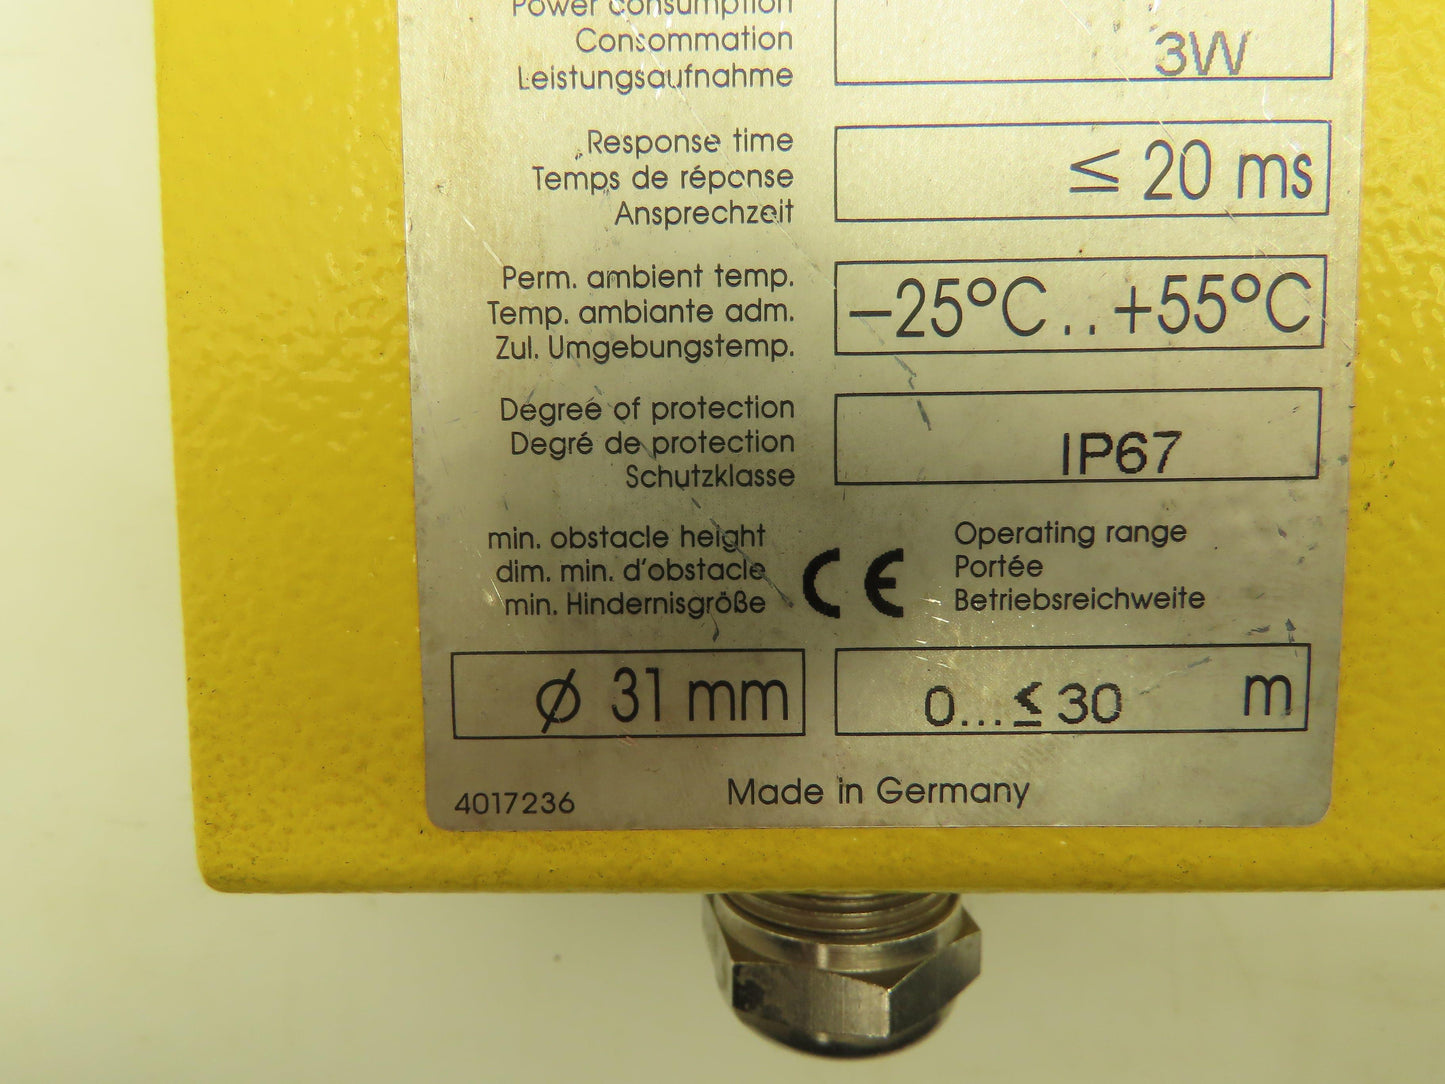 Power consumption
Consommation
Leistungsaufnahme
3W
Response time
Temps de réponse
Ansprechzeit
≤ 20 ms
Perm. ambient temp.
Temp. ambiante adm.
Zul. Umgebungstemp.
–25°C..+55°C
Degree of protection
Degré de protection
Schutzklasse
IP67
min. obstacle height
dim. min. d'obstacle
min. Hindernisgröße
CE
Operating range
Portée
Betriebsreichweite
ø 31 mm
0...≤ 30 m
4017236
Made in Germany